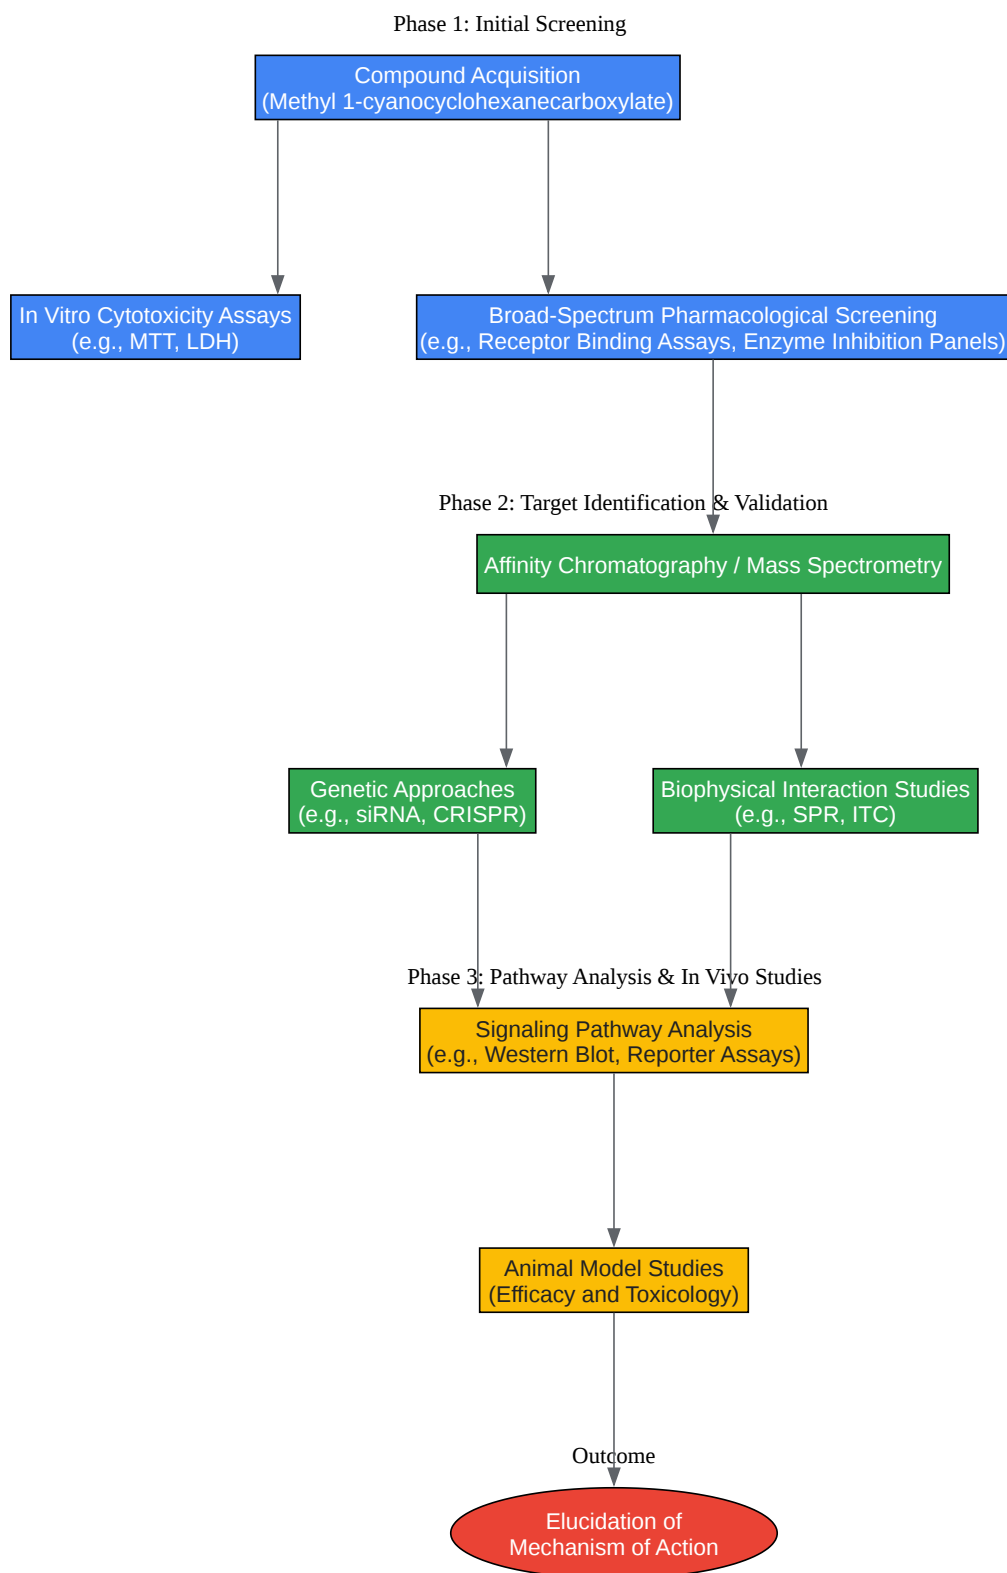 Phase 1: Initial Screening
Compound Acquisition
(Methyl 1-cyanocyclohexanecarboxylate)
In Vitro Cytotoxicity Assays
(e.g., MTT, LDH)
Broad-Spectrum Pharmacological Screening
(e.g., Receptor Binding Assays, Enzyme Inhibition Panels)
Phase 2: Target Identification & Validation
Affinity Chromatography / Mass Spectrometry
Genetic Approaches
(e.g., siRNA, CRISPR)
Biophysical Interaction Studies
(e.g., SPR, ITC)
Phase 3: Pathway Analysis & In Vivo Studies
Signaling Pathway Analysis
(e.g., Western Blot, Reporter Assays)
Animal Model Studies
(Efficacy and Toxicology)
Outcome
Elucidation of
Mechanism of Action